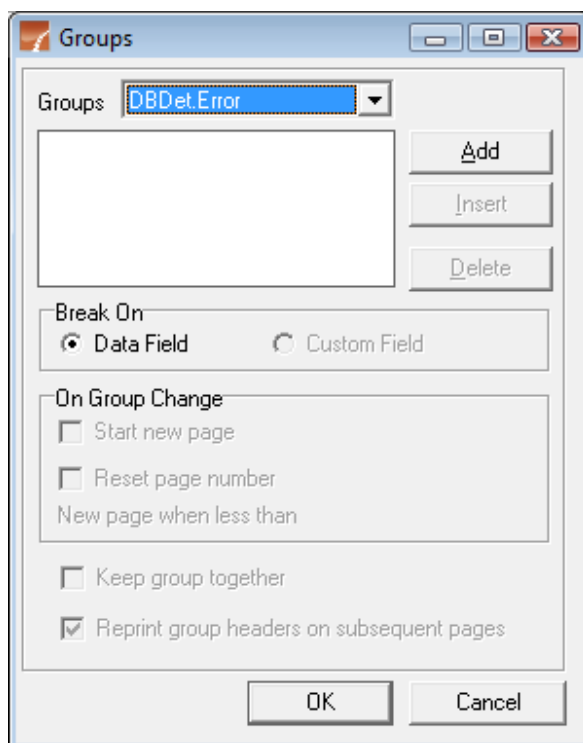 Groups
Groups DBDet.Error
Add
Insert
Delete
Break On
Data Field Custom Field
On Group Change
Start new page
Reset page number
New page when less than
Keep group together
Reprint group headers on subsequent pages
OK Cancel